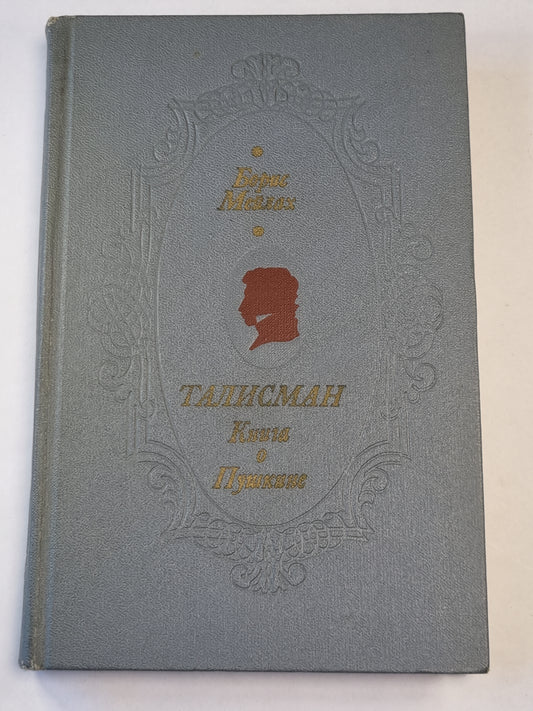 Борис
Мейлах
ТАЛИСМАН
Книга
о
Пушкине